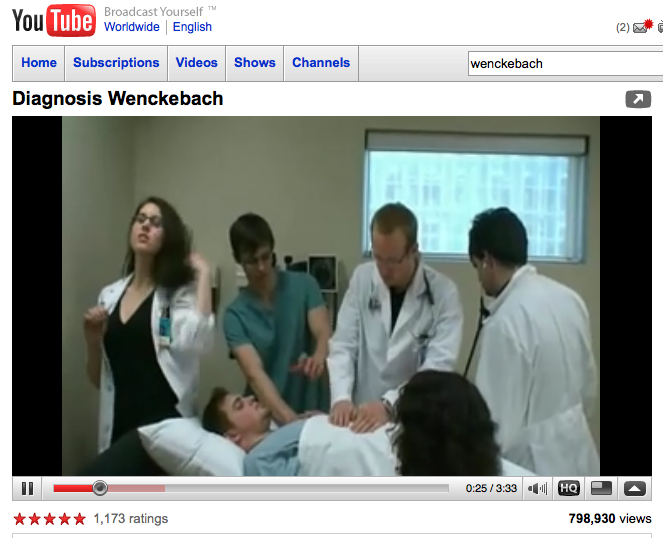 YouTube Broadcast Yourself ™
Worldwide | English
(2)
Home Subscriptions Videos Shows Channels wenckebach
Diagnosis Wenckebach
0:25 / 3:33 HQ
1,173 ratings 798,930 views